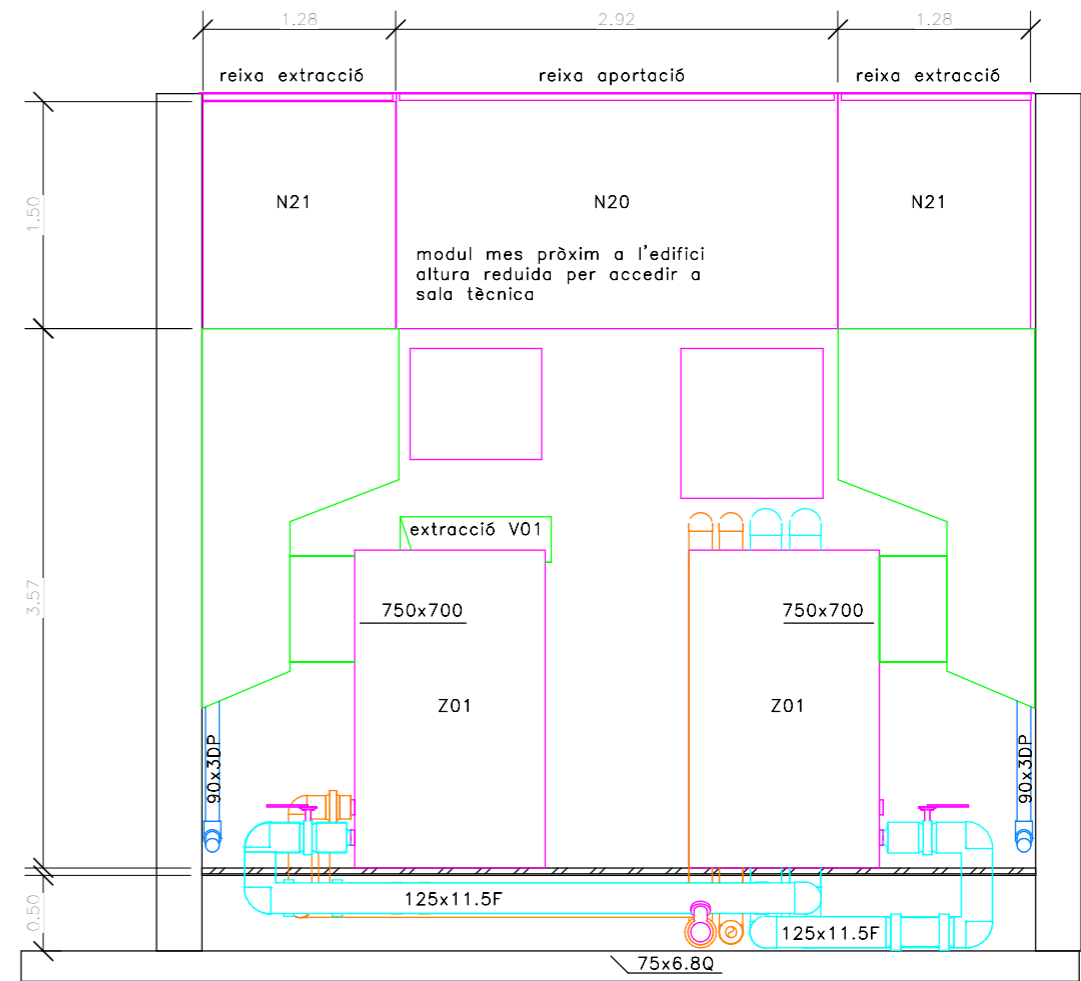 1.28
2.92
1.28
reixa extracció
reixa aportació
reixa extracció
1.50
N21
N20
N21
modul mes pròxim a l'edifici
altura reduida per accedir a
sala tècnica
extracció V01
3.57
750x700
750x700
Z01
Z01
90x3DP
90x3DP
0.50
125x11.5F
125x11.5F
75x6.8Q